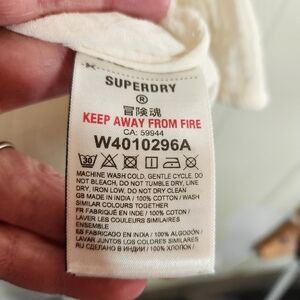 SUPERDRY
®
冒険魂
KEEP AWAY FROM FIRE
CA: 59944
W4010296A
30
MACHINE WASH COLD, GENTLE CYCLE, DO
NOT BLEACH, DO NOT TUMBLE DRY, LINE
DRY, IRON LOW, DO NOT DRY CLEAN
GB MADE IN INDIA / 100% COTTON / WASH
SIMILAR COLOURS TOGETHER
FR FABRIQUÉ EN INDE / 100% COTON /
LAVER LES COULEURS SIMILAIRES
ENSEMBLE
ES FABRICADO EN INDIA / 100% ALGODÓN /
LAVAR JUNTOS LOS COLORES SIMILARES
RU СДЕЛАНО В ИНДИИ / 100% ХЛОПОК /